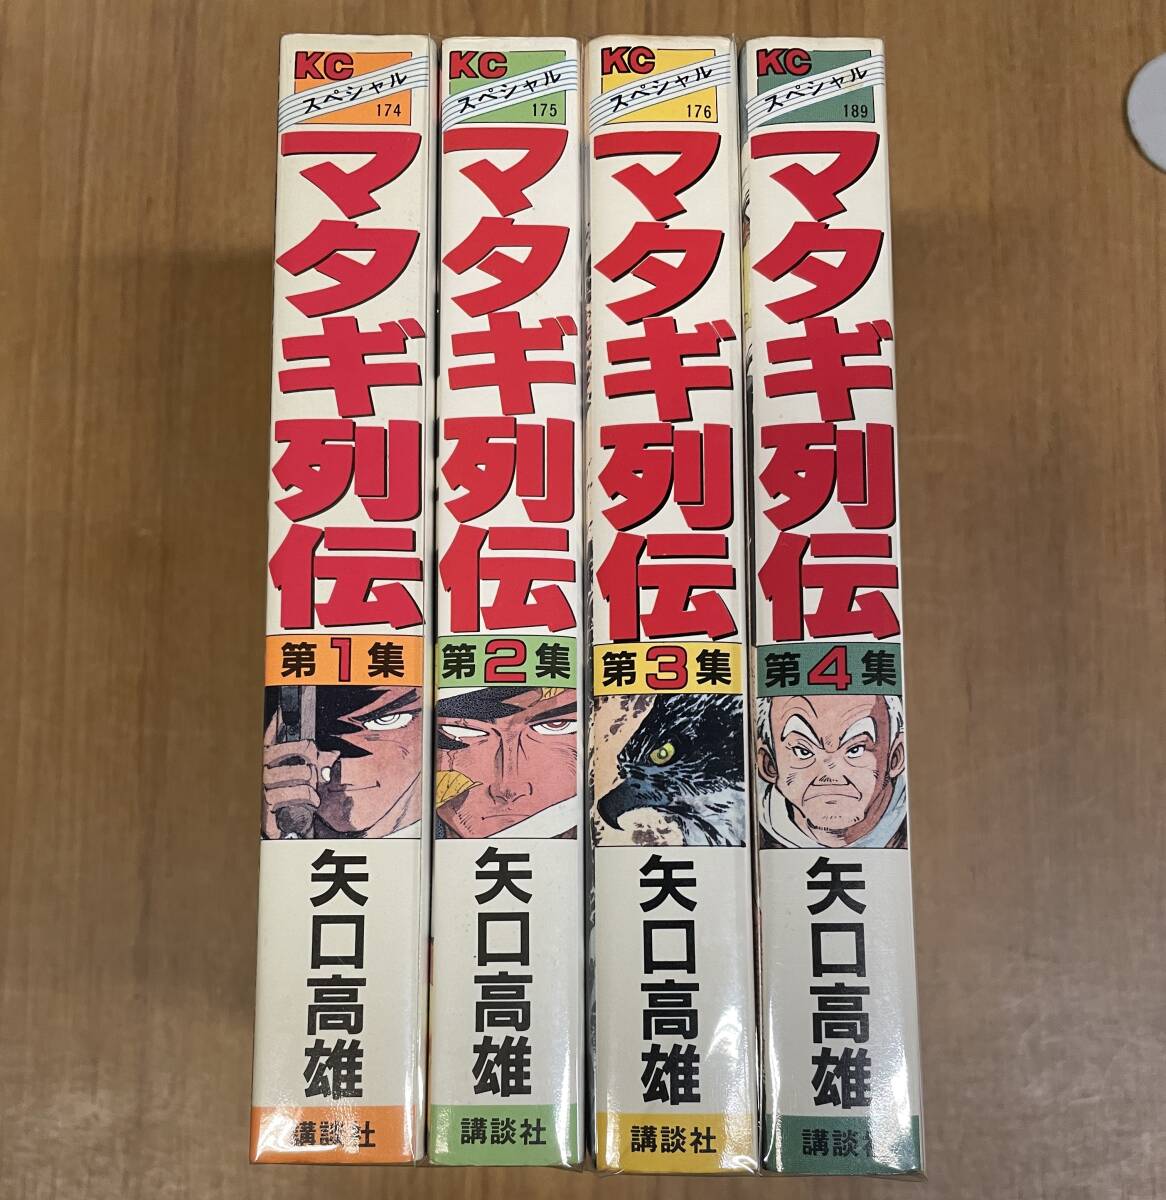 KC
スペシャル
174
マタギ列伝
第1集
矢口高雄
講談社
KC
スペシャル
175
マタギ列伝
第2集
矢口高雄
講談社
KC
スペシャル
176
マタギ列伝
第3集
矢口高雄
講談社
KC
スペシャル
189
マタギ列伝
第4集
矢口高雄
講談社